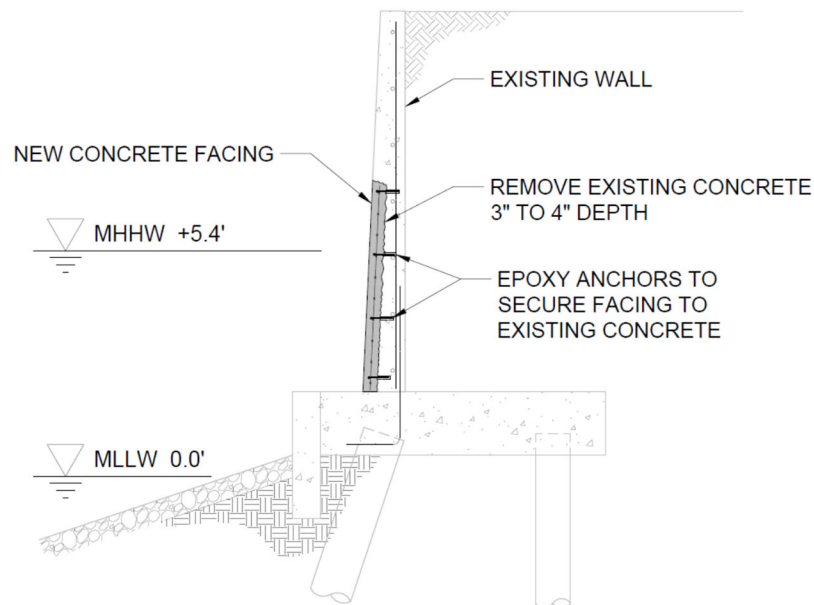 EXISTING WALL
NEW CONCRETE FACING
REMOVE EXISTING CONCRETE
3" TO 4" DEPTH
MHHW +5.4'
EPOXY ANCHORS TO
SECURE FACING TO
EXISTING CONCRETE
MLLW 0.0'